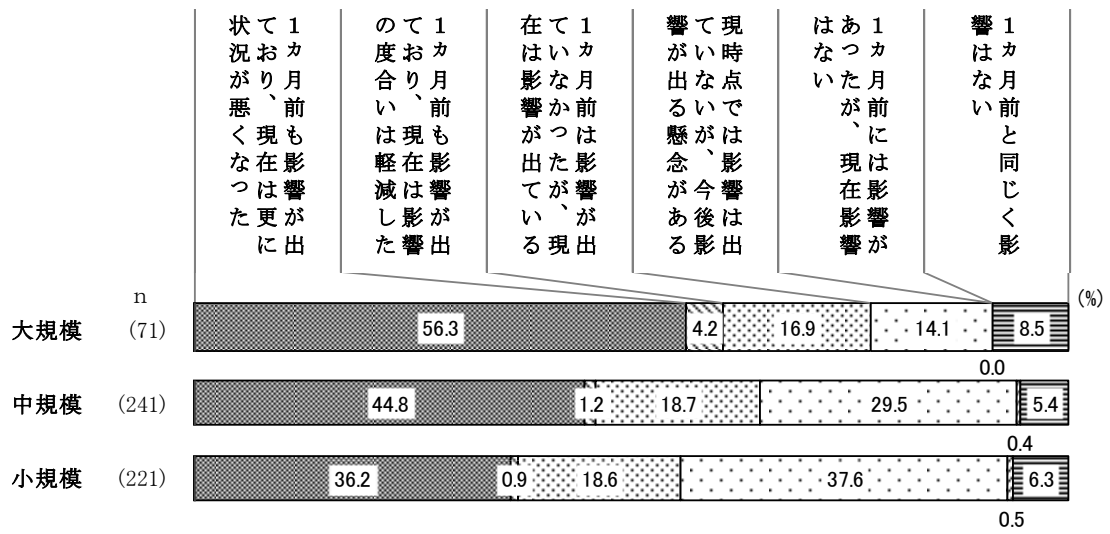 １カ月前も影響が出
ており、現在は更に
状況が悪くなった
１カ月前も影響が出
ており、現在は影響
の度合いは軽減した
１カ月前は影響が出
ていなかったが、現
在は影響が出ている
現時点では影響は出
ていないが、今後影
響が出る懸念がある
１カ月前には影響が
あったが、現在影響
はない
１カ月前と同じく影
響はない
n
(%)
大規模 (71) 56.3 4.2 16.9 14.1 8.5
0.0
中規模 (241) 44.8 1.2 18.7 29.5 5.4
0.4
小規模 (221) 36.2 0.9 18.6 37.6 6.3
0.5